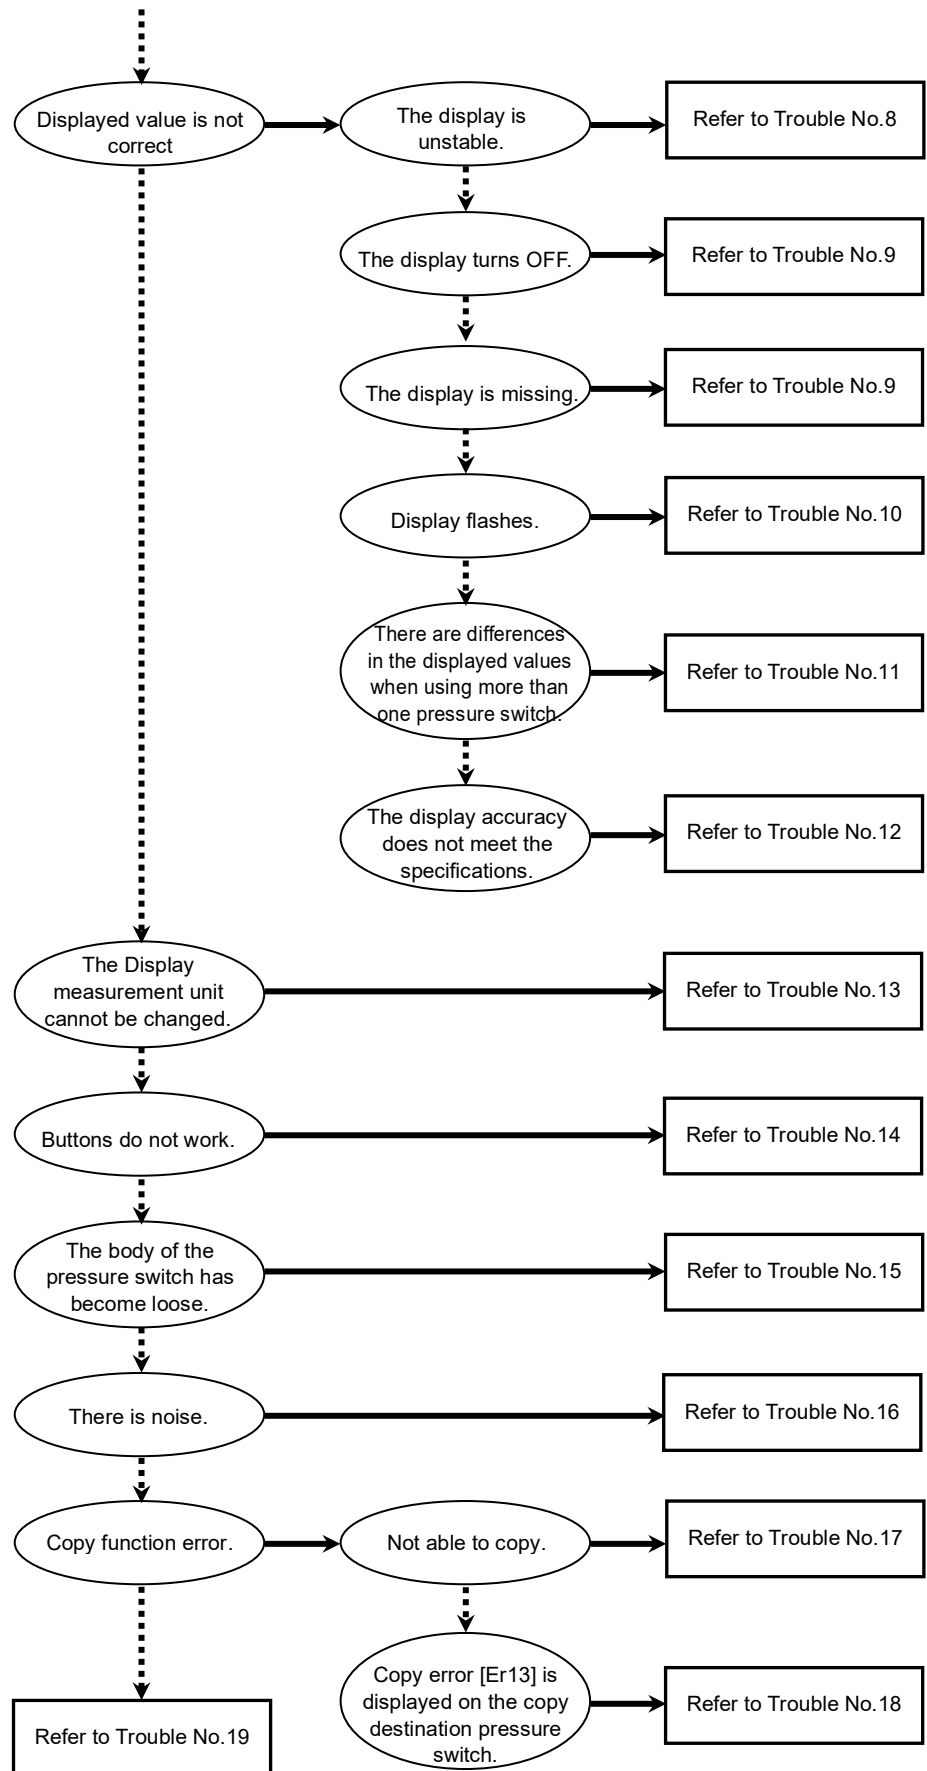 Displayed value is not
correct
The display is
unstable.
Refer to Trouble No.8
The display turns OFF.
Refer to Trouble No.9
The display is missing.
Refer to Trouble No.9
Display flashes.
Refer to Trouble No.10
There are differences
in the displayed values
when using more than
one pressure switch.
Refer to Trouble No.11
The display accuracy
does not meet the
specifications.
Refer to Trouble No.12
The Display
measurement unit
cannot be changed.
Refer to Trouble No.13
Buttons do not work.
Refer to Trouble No.14
The body of the
pressure switch has
become loose.
Refer to Trouble No.15
There is noise.
Refer to Trouble No.16
Copy function error.
Not able to copy.
Refer to Trouble No.17
Copy error [Er13] is
displayed on the copy
destination pressure
switch.
Refer to Trouble No.18
Refer to Trouble No.19